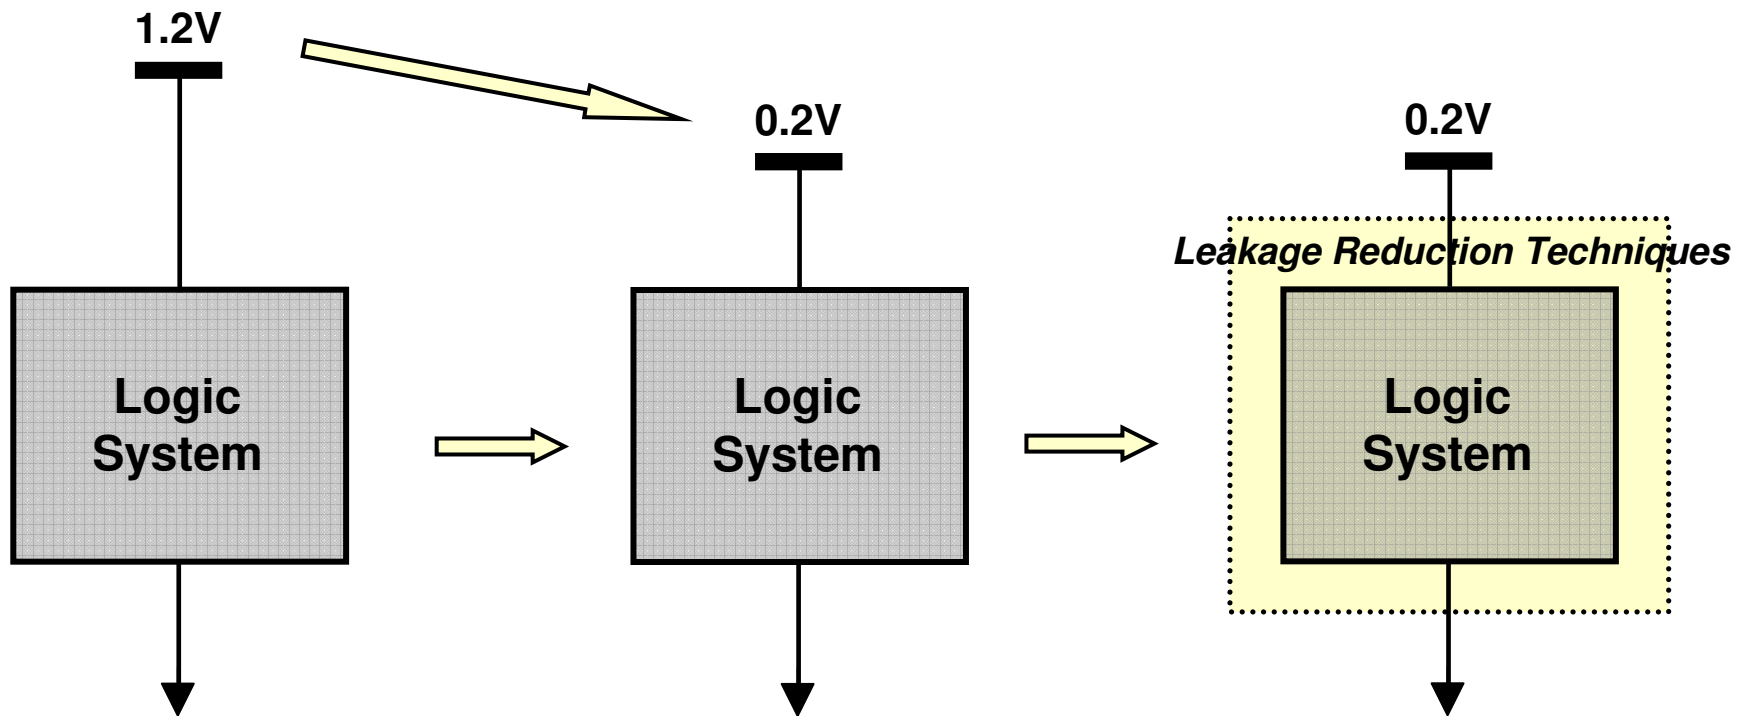 1.2V
0.2V
0.2V
Leakage Reduction Techniques
Logic
System
Logic
System
Logic
System